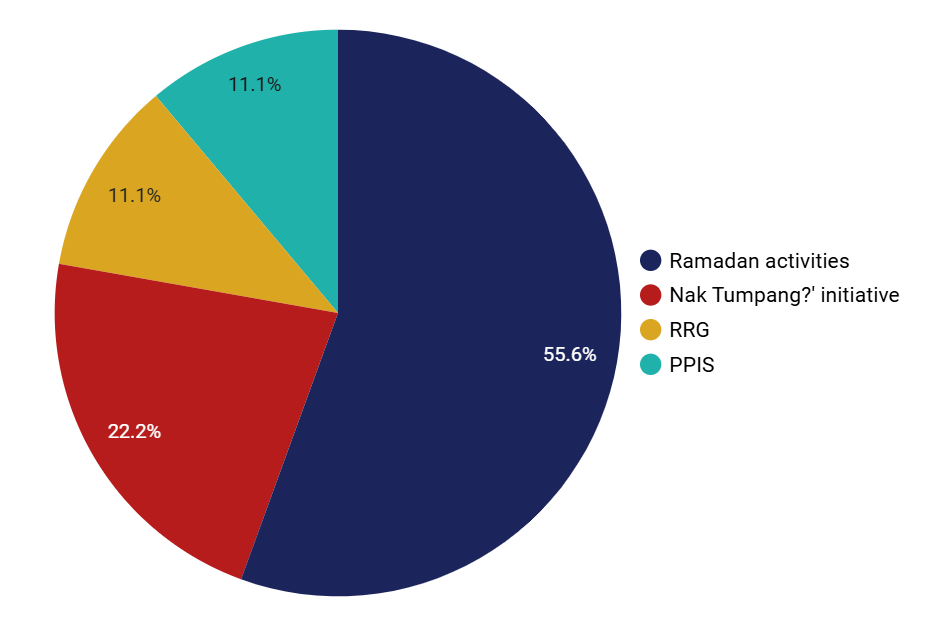 11.1%
11.1%
55.6%
22.2%
Ramadan activities
Nak Tumpang?' initiative
RRG
PPIS